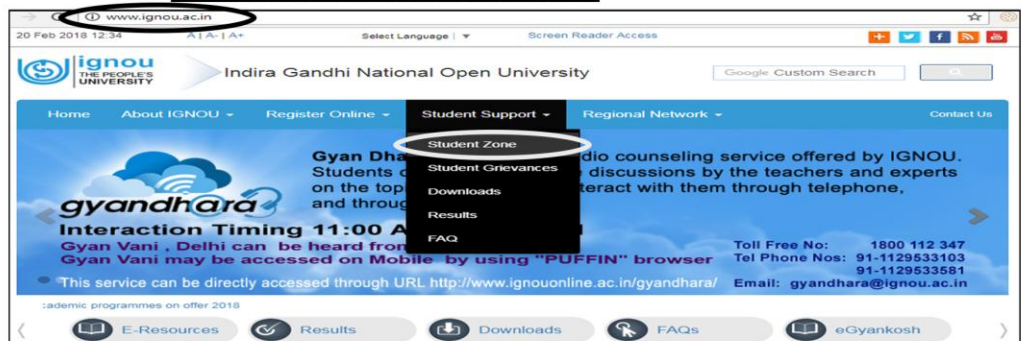 www.ignou.ac.in
20 Feb 2018 12:34 A | A- | A+ Select Language ▼ Screen Reader Access
ignou
THE PEOPLE'S
UNIVERSITY
Indira Gandhi National Open University
Google Custom Search
Home About IGNOU Register Online Student Support Regional Network Contact Us
Student Zone
Student Grievances
Downloads
Results
FAQ
Gyan Dha dio counseling service offered by IGNOU.
Students discussions by the teachers and experts
on the top teract with them through telephone,
and throug
gyandhara
Interaction Timing 11:00 A
Gyan Vani , Delhi can be heard from
Gyan Vani may be accessed on Mobile by using "PUFFIN" browser
Toll Free No: 1800 112 347
Tel Phone Nos: 91-1129533103
91-1129533581
This service can be directly accessed through URL http://www.ignouonline.ac.in/gyandhara/
Email: gyandhara@ignou.ac.in
ademic programmes on offer 2018
E-Resources Results Downloads FAQs eGyankosh